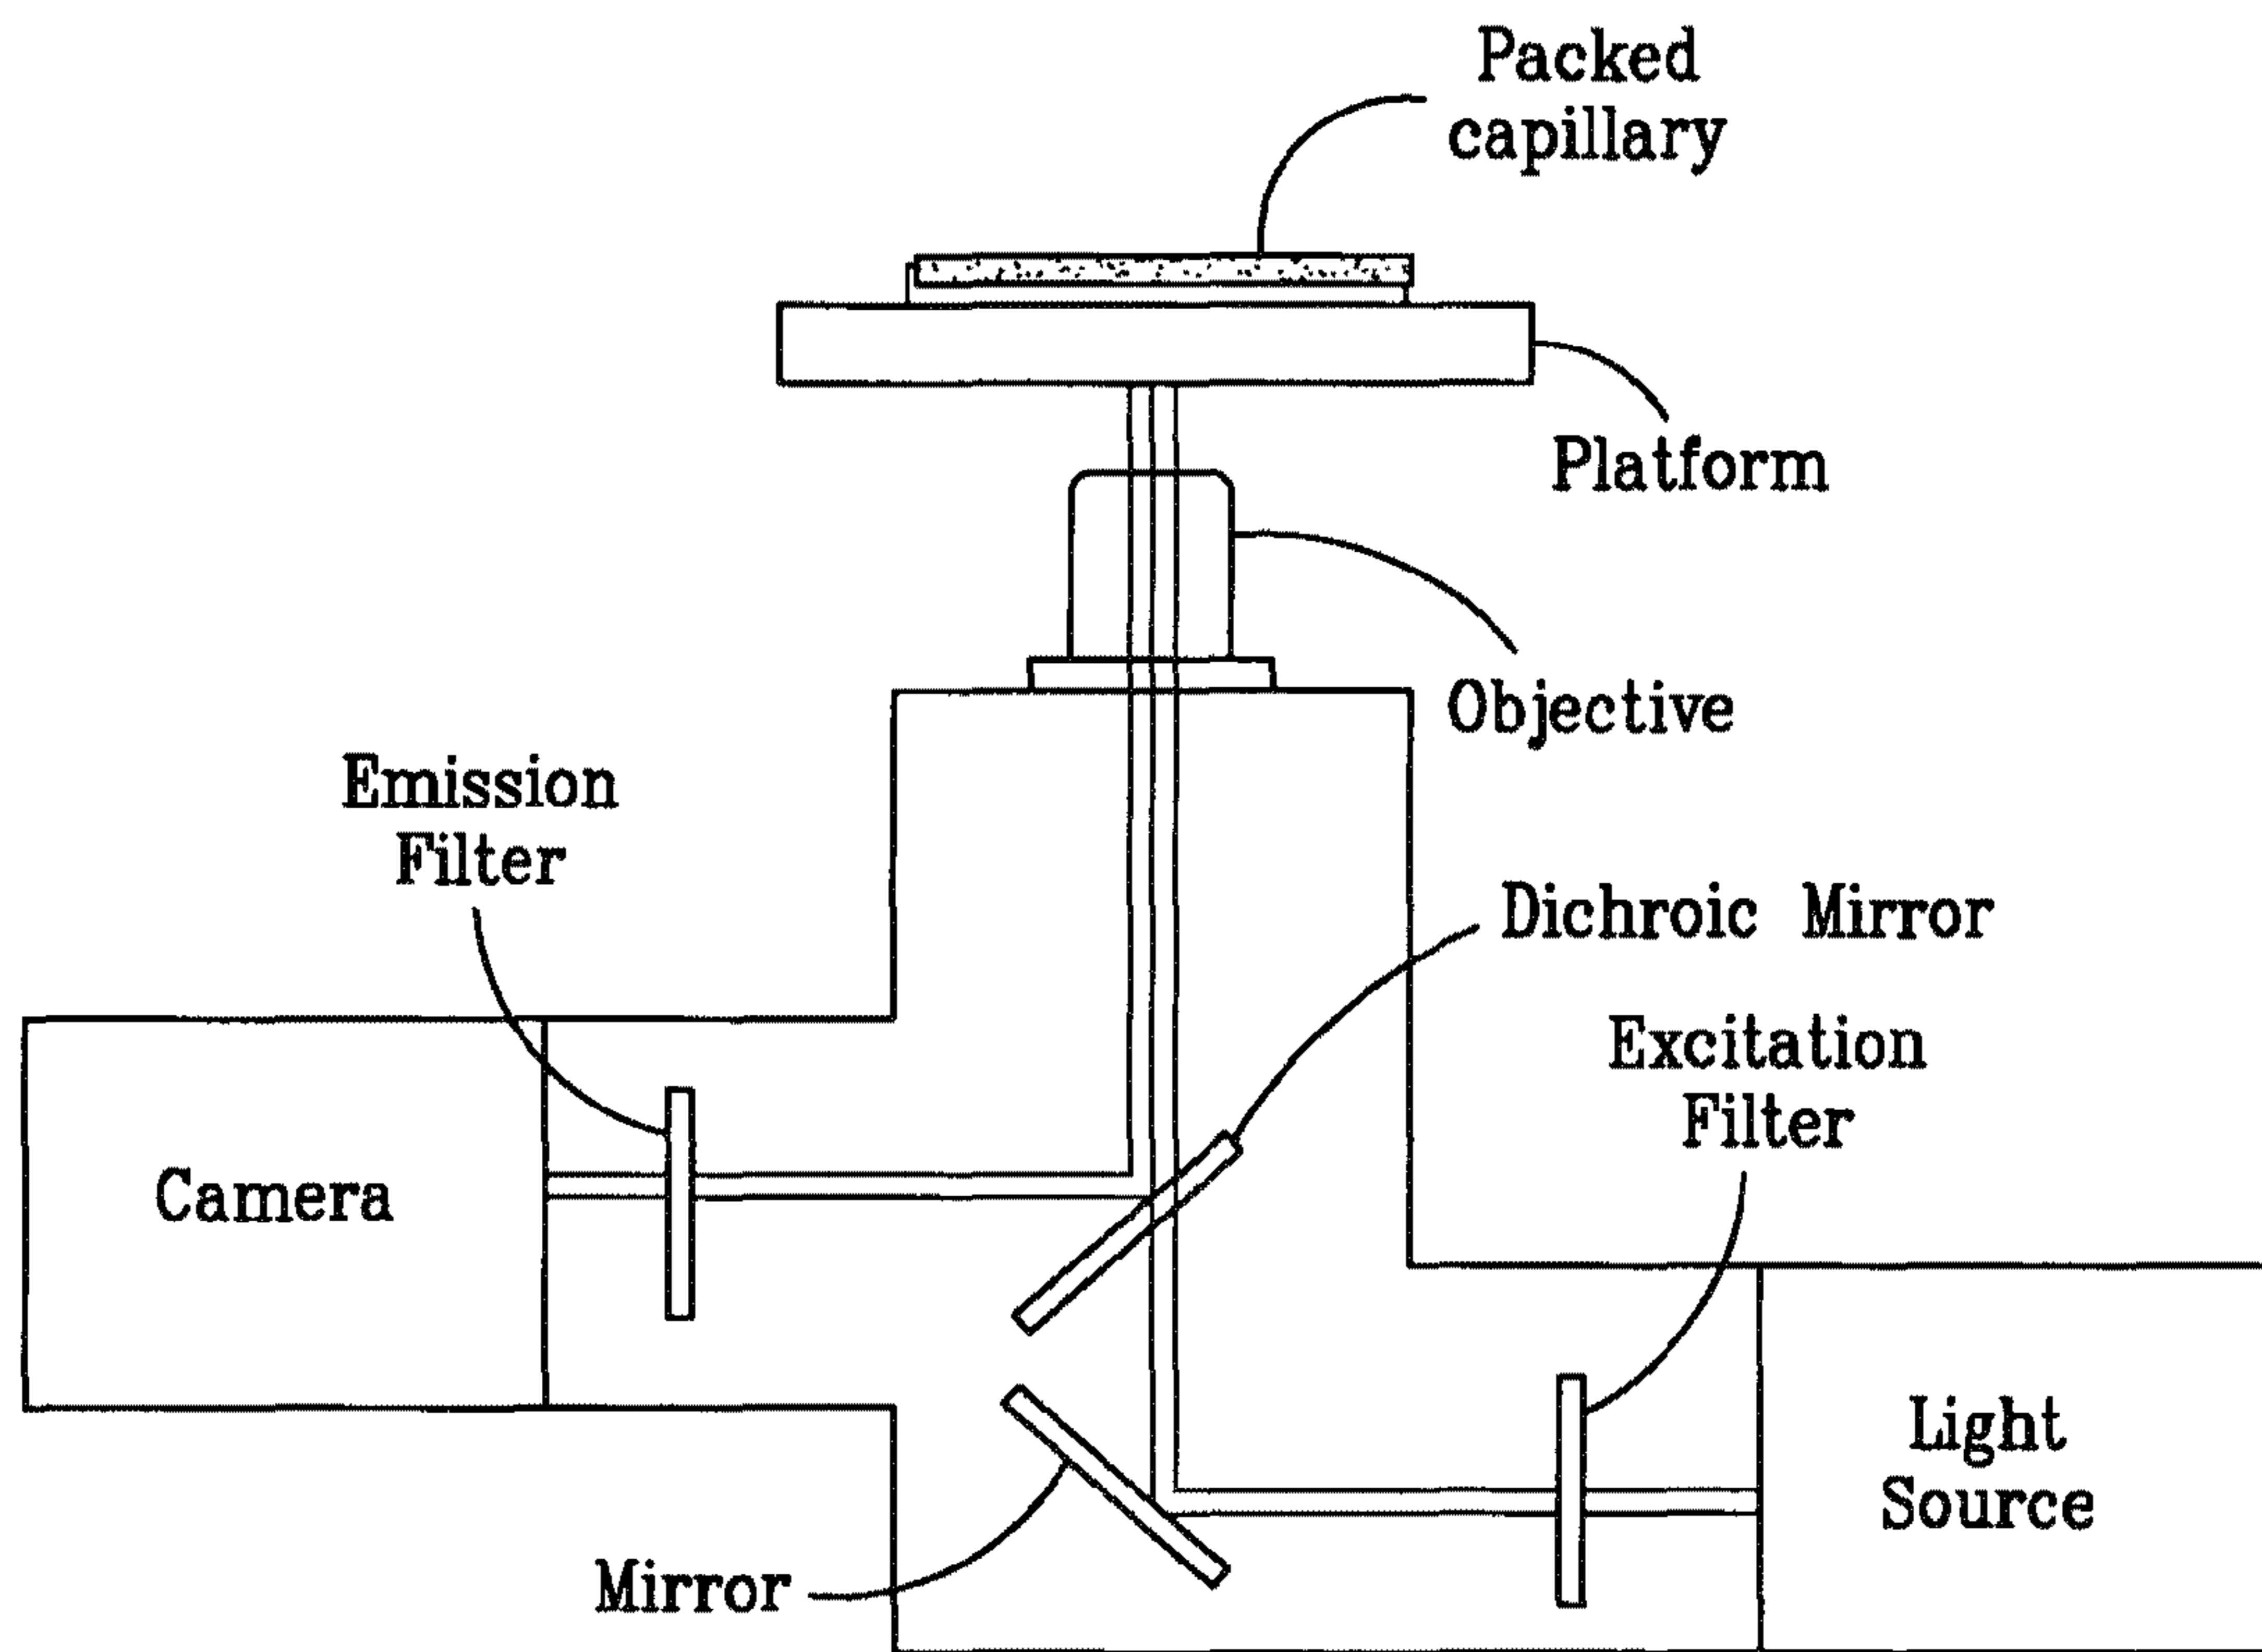 Packed
capillary
Platform
Objective
Emission
Filter
Dichroic Mirror
Excitation
Filter
Camera
Light
Source
Mirror